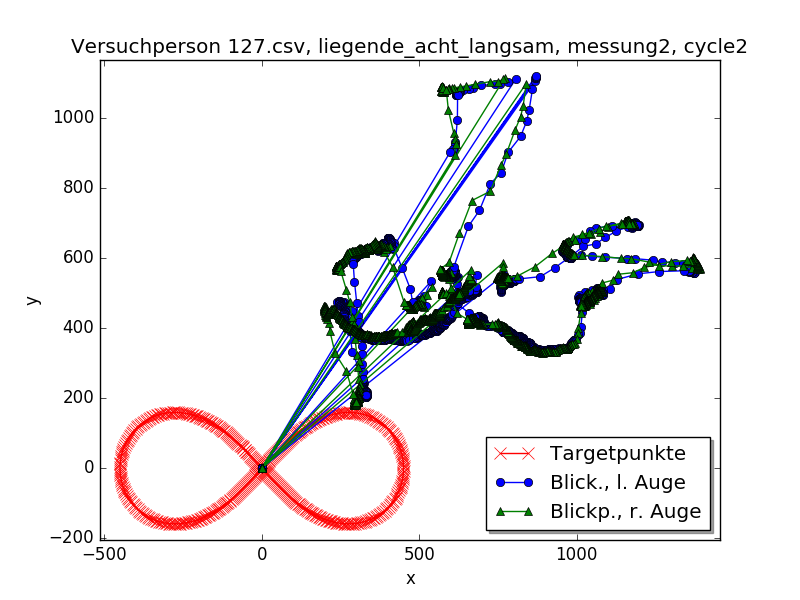 Versuchperson 127.csv, liegende_acht_langsam, messung2, cycle2
y
1000
800
600
400
200
0
−200
−500
0
500
1000
x
Targetpunkte
Blick., l. Auge
Blickp., r. Auge